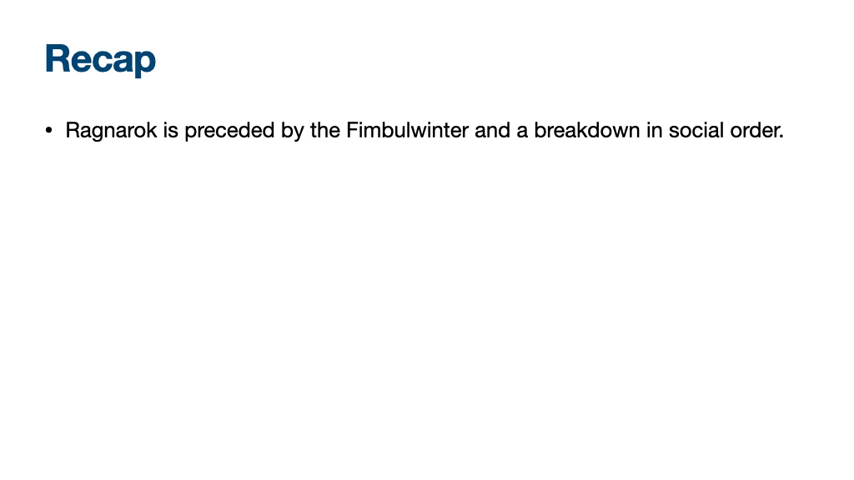 Recap
• Ragnarok is preceded by the Fimbulwinter and a breakdown in social order.